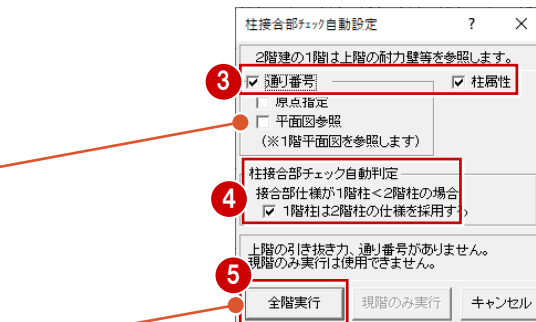 柱接合部ﾁｪｯｸ自動設定 ? ×
2階建の1階は上階の耐力壁等を参照します。
3 通り番号 柱属性
原点指定
平面図参照
(※1階平面図を参照します)
柱接合部チェック自動判定
4 接合部仕様が1階柱<2階柱の場合
1階柱は2階柱の仕様を採用する
上階の引き抜き力、通り番号がありません。
現階のみ実行は使用できません。
5
全階実行 現階のみ実行 キャンセル